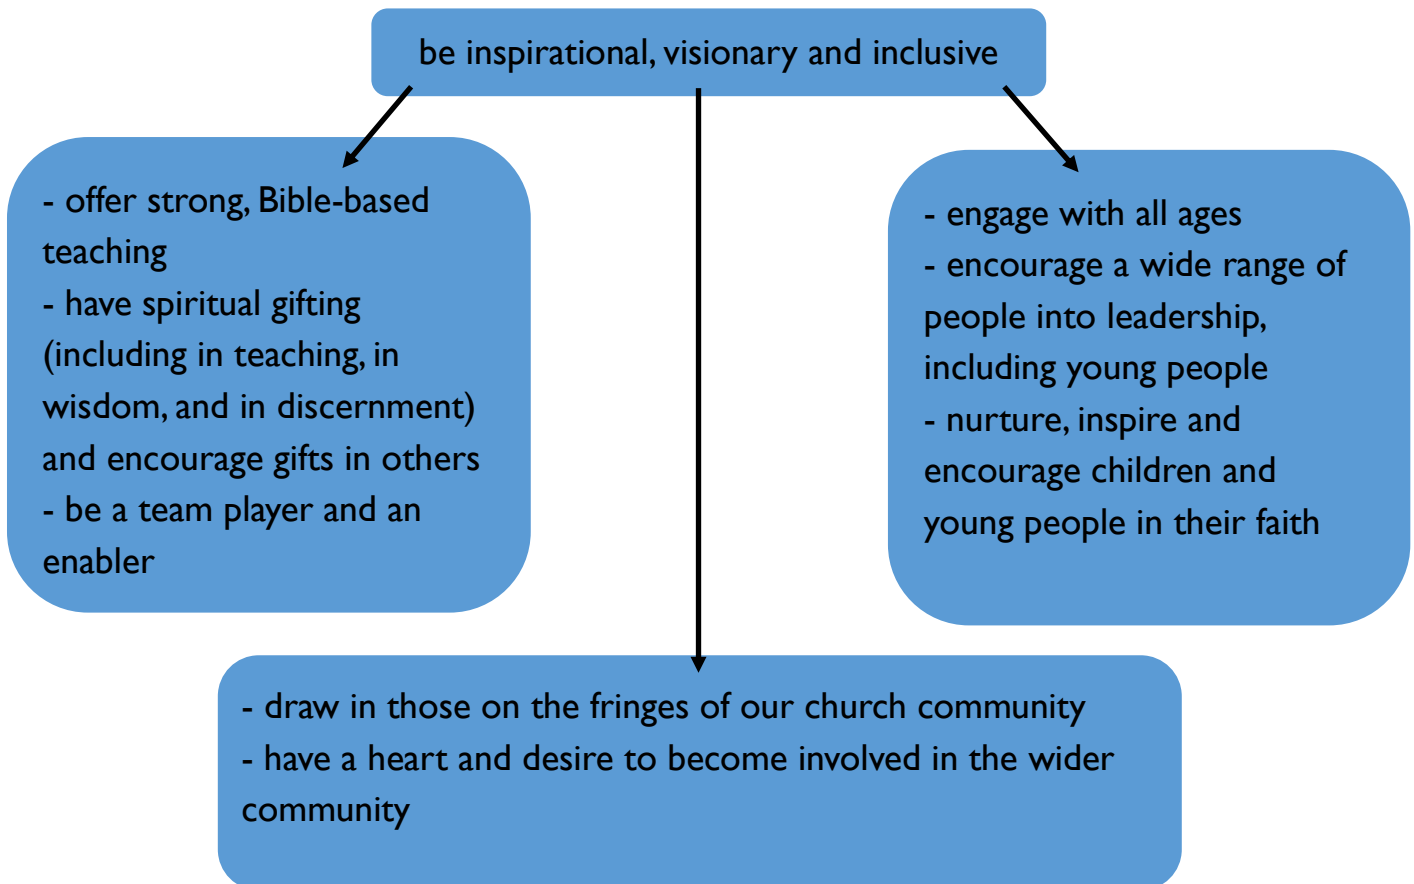 be inspirational, visionary and inclusive
- offer strong, Bible-based
teaching
- have spiritual gifting
(including in teaching, in
wisdom, and in discernment)
and encourage gifts in others
- be a team player and an
enabler
- engage with all ages
- encourage a wide range of
people into leadership,
including young people
- nurture, inspire and
encourage children and
young people in their faith
- draw in those on the fringes of our church community
- have a heart and desire to become involved in the wider
community